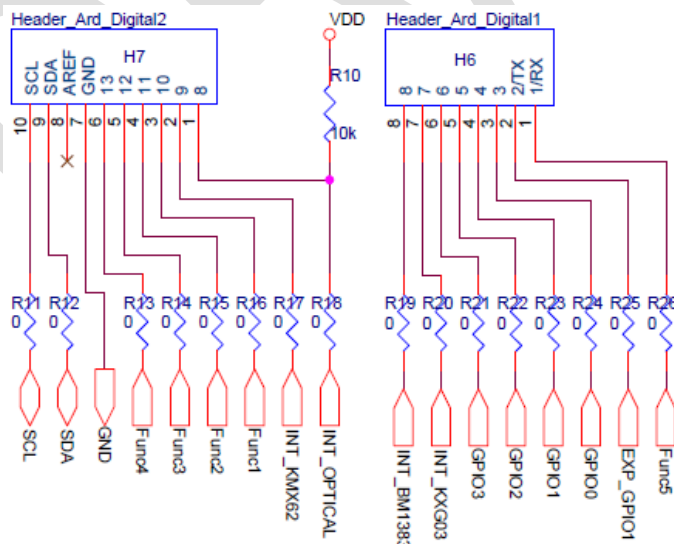 Header_Ard_Digital2
VDD
Header_Ard_Digital1
H7
H6
SCL
SDA
AREF
GND
13
12
11
10
9
8
8
7
6
5
4
3
2/TX
1/RX
10
9
8
7
6
5
4
3
2
1
8
7
6
5
4
3
2
1
R10
10k
R11
0
R12
0
R13
0
R14
0
R15
0
R16
0
R17
0
R18
0
R19
0
R20
0
R21
0
R22
0
R23
0
R24
0
R25
0
R26
0
SCL
SDA
GND
Func4
Func3
Func2
Func1
INT_KMX62
INT_OPTICAL
INT_BM1383
INT_KXG03
GPIO3
GPIO2
GPIO1
GPIO0
EXP_GPIO1
Func5